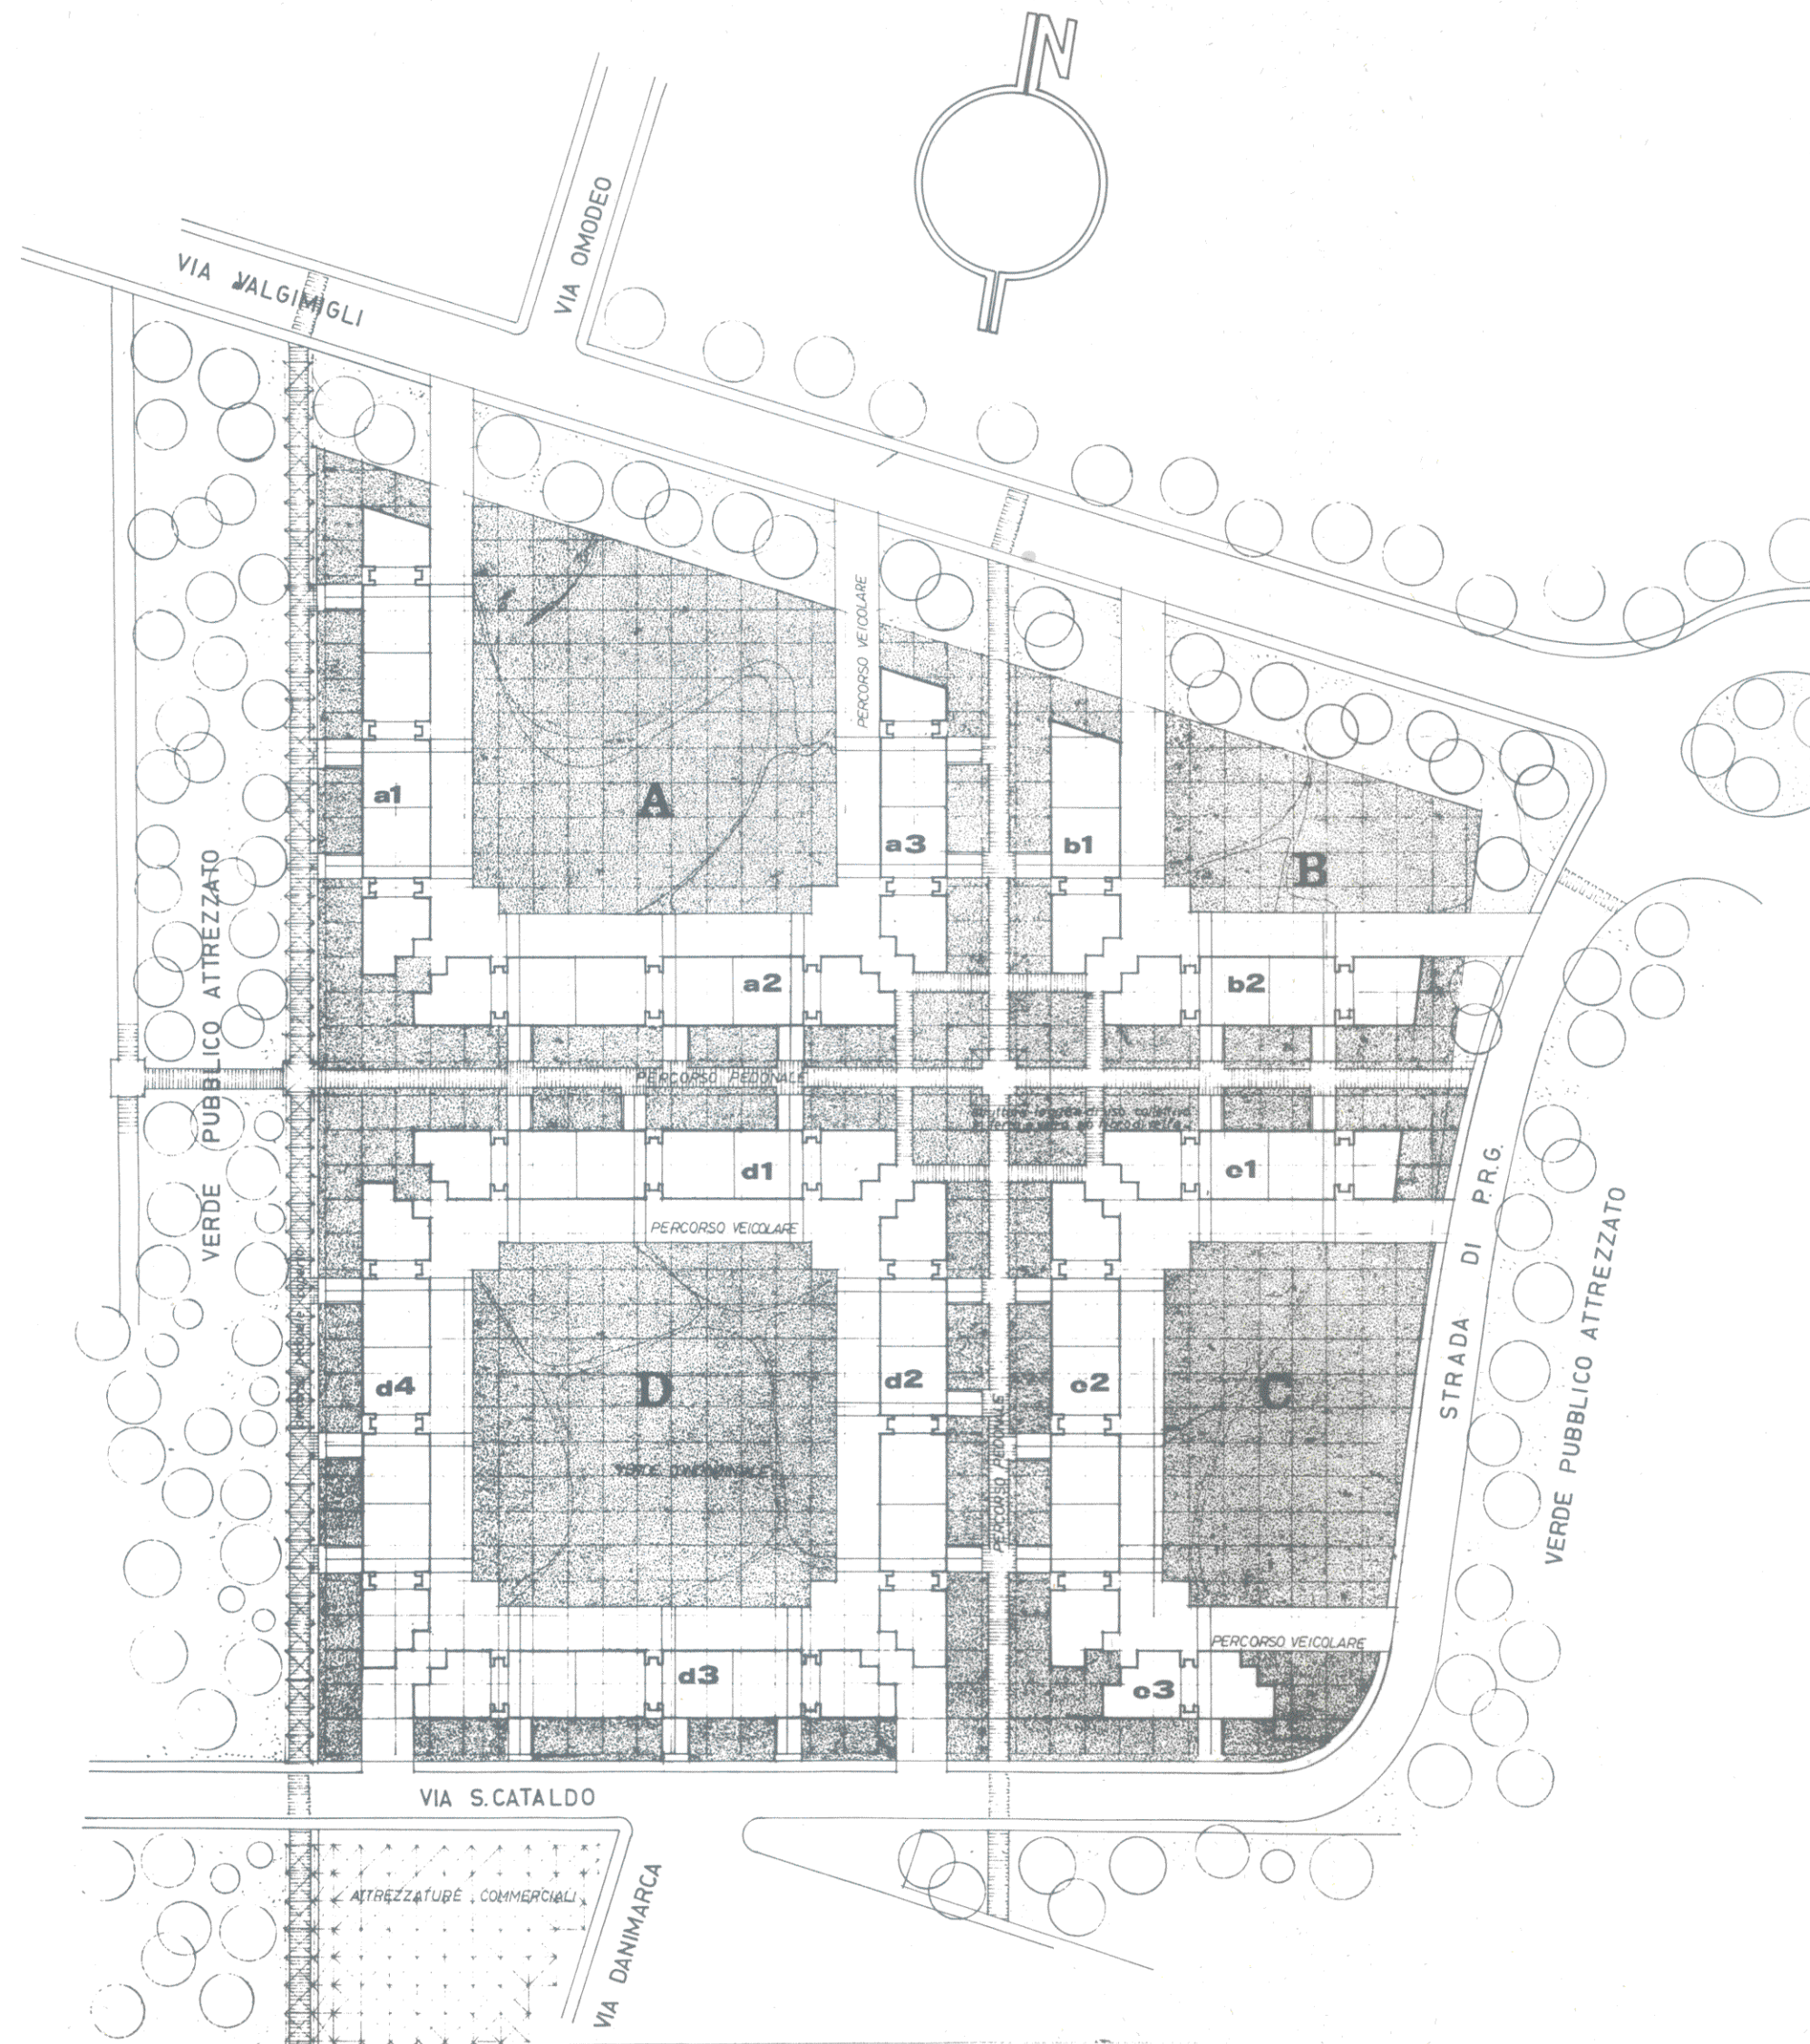 N
VIA OMODEO
VIA VALGIMIGLI
PERCORSO VEICOLARE
a1
A
a3
b1
B
VERDE PUBBLICO ATTREZZATO
a2
b2
PERCORSO PEDONALE
d1
c1
PERCORSO VEICOLARE
STRADA DI P.R.G.
VERDE PUBBLICO ATTREZZATO
d4
D
d2
c2
C
PERCORSO PEDONALE
PERCORSO VEICOLARE
d3
c3
VIA S. CATALDO
ATTREZZATURE COMMERCIALI
VIA DANIMARCA